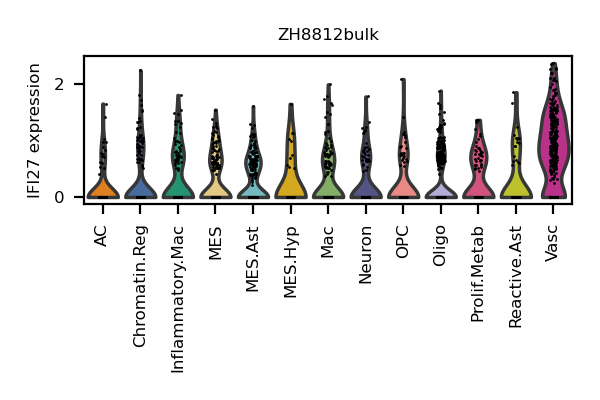 ZH8812bulk
IFI27 expression
2
0
AC
Chromatin.Reg
Inflammatory.Mac
MES
MES.Ast
MES.Hyp
Mac
Neuron
OPC
Oligo
Prolif.Metab
Reactive.Ast
Vasc